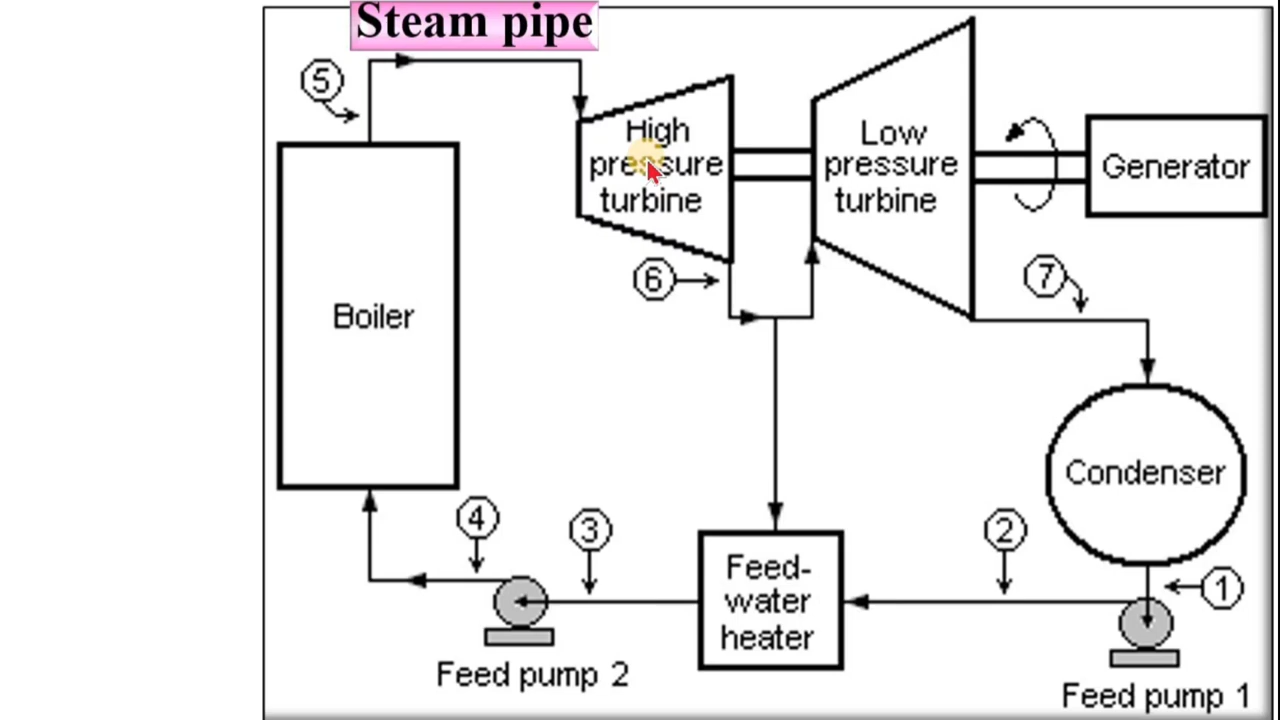 Steam pipe
5
High
pressure
turbine
Low
pressure
turbine
Generator
6
7
Boiler
Condenser
4
3
2
1
Feed-
water
heater
Feed pump 2
Feed pump 1